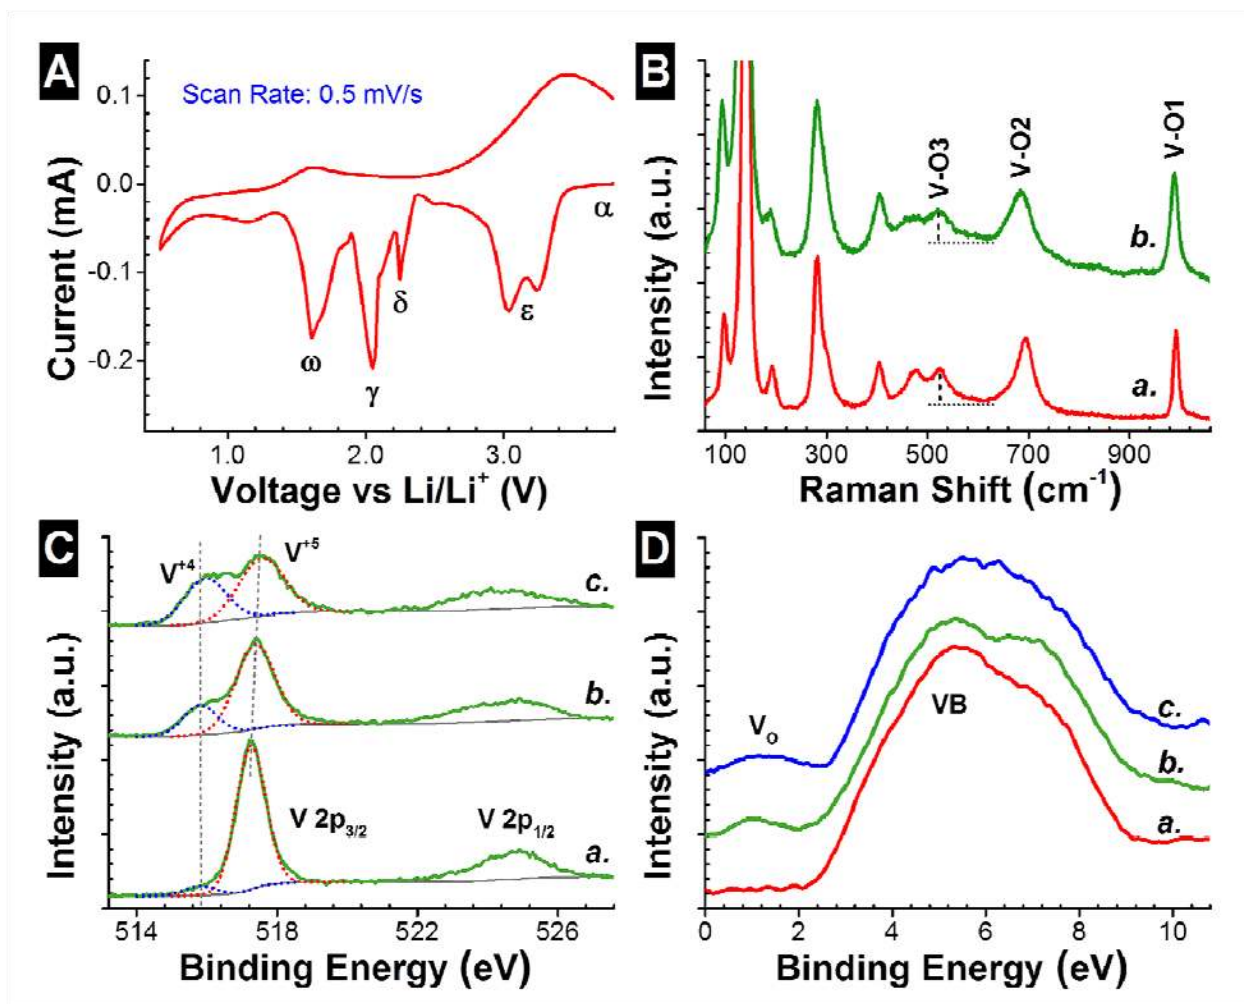 A
Scan Rate: 0.5 mV/s
0.1
0.0
-0.1
-0.2
α
ε
δ
γ
ω
1.0 2.0 3.0
Current (mA)
Voltage vs Li/Li⁺ (V)
B
V-O3
V-O2
V-O1
b.
a.
100 300 500 700 900
Intensity (a.u.)
Raman Shift (cm⁻¹)
C
V⁺⁴
V⁺⁵
c.
b.
V 2p₃/₂
V 2p₁/₂
a.
514 518 522 526
Intensity (a.u.)
Binding Energy (eV)
D
V₀
VB
c.
b.
a.
0 2 4 6 8 10
Intensity (a.u.)
Binding Energy (eV)